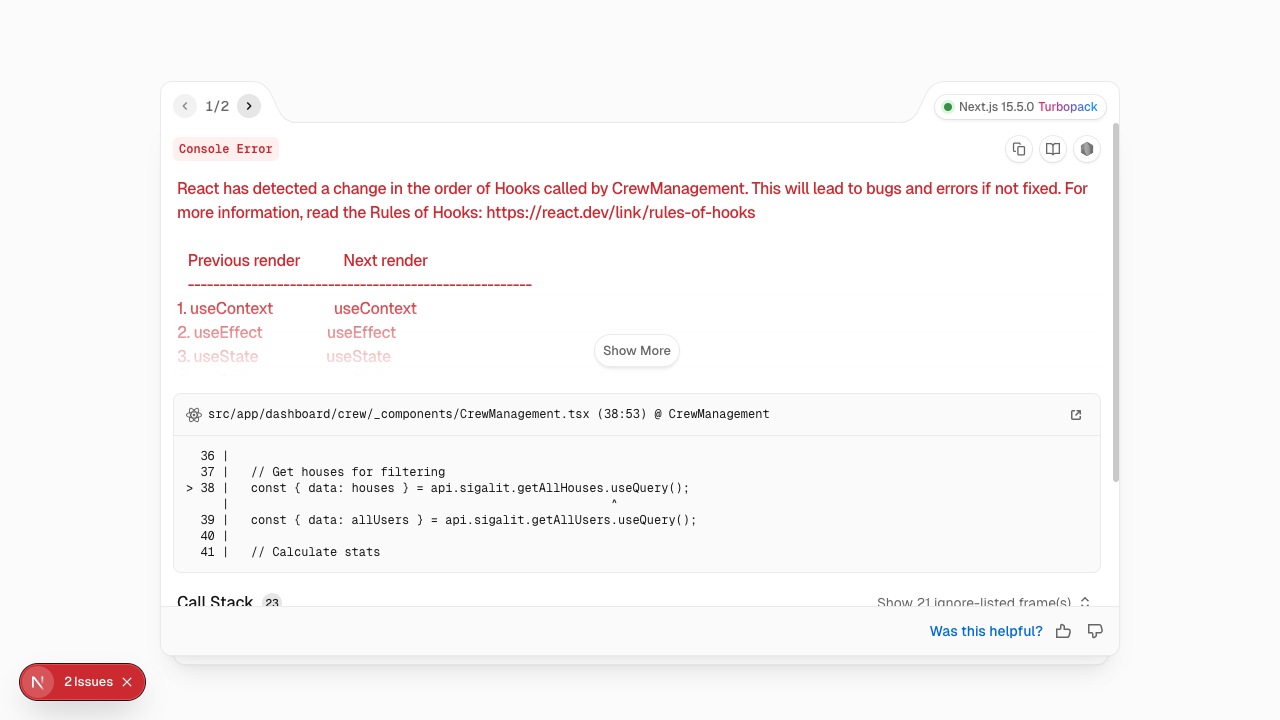 1/2
Next.js 15.5.0 Turbopack
Console Error
React has detected a change in the order of Hooks called by CrewManagement. This will lead to bugs and errors if not fixed. For
more information, read the Rules of Hooks: https://react.dev/link/rules-of-hooks
Previous render Next render
------------------------------------------------------
1. useContext useContext
2. useEffect useEffect
3. useState useState
Show More
src/app/dashboard/crew/_components/CrewManagement.tsx (38:53) @ CrewManagement
36 |
37 | // Get houses for filtering
> 38 | const { data: houses } = api.sigalit.getAllHouses.useQuery();
| ^
39 | const { data: allUsers } = api.sigalit.getAllUsers.useQuery();
40 |
41 | // Calculate stats
Call Stack 23
Show 21 ignore-listed frame(s)
Was this helpful?
N 2 Issues